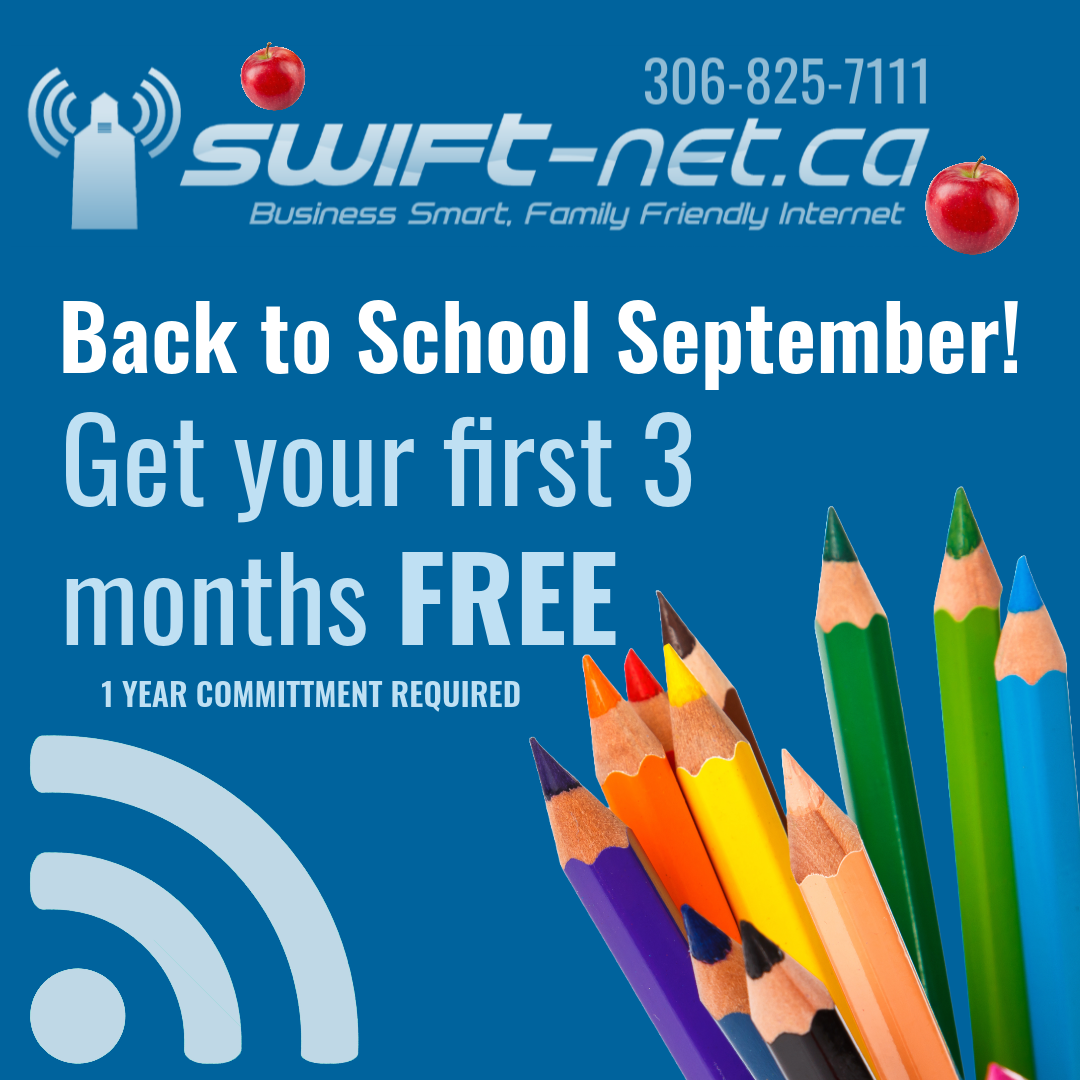 306-825-7111
swift-net.ca
Business Smart, Family Friendly Internet
Back to School September!
Get your first 3
months FREE
1 YEAR COMMITTMENT REQUIRED